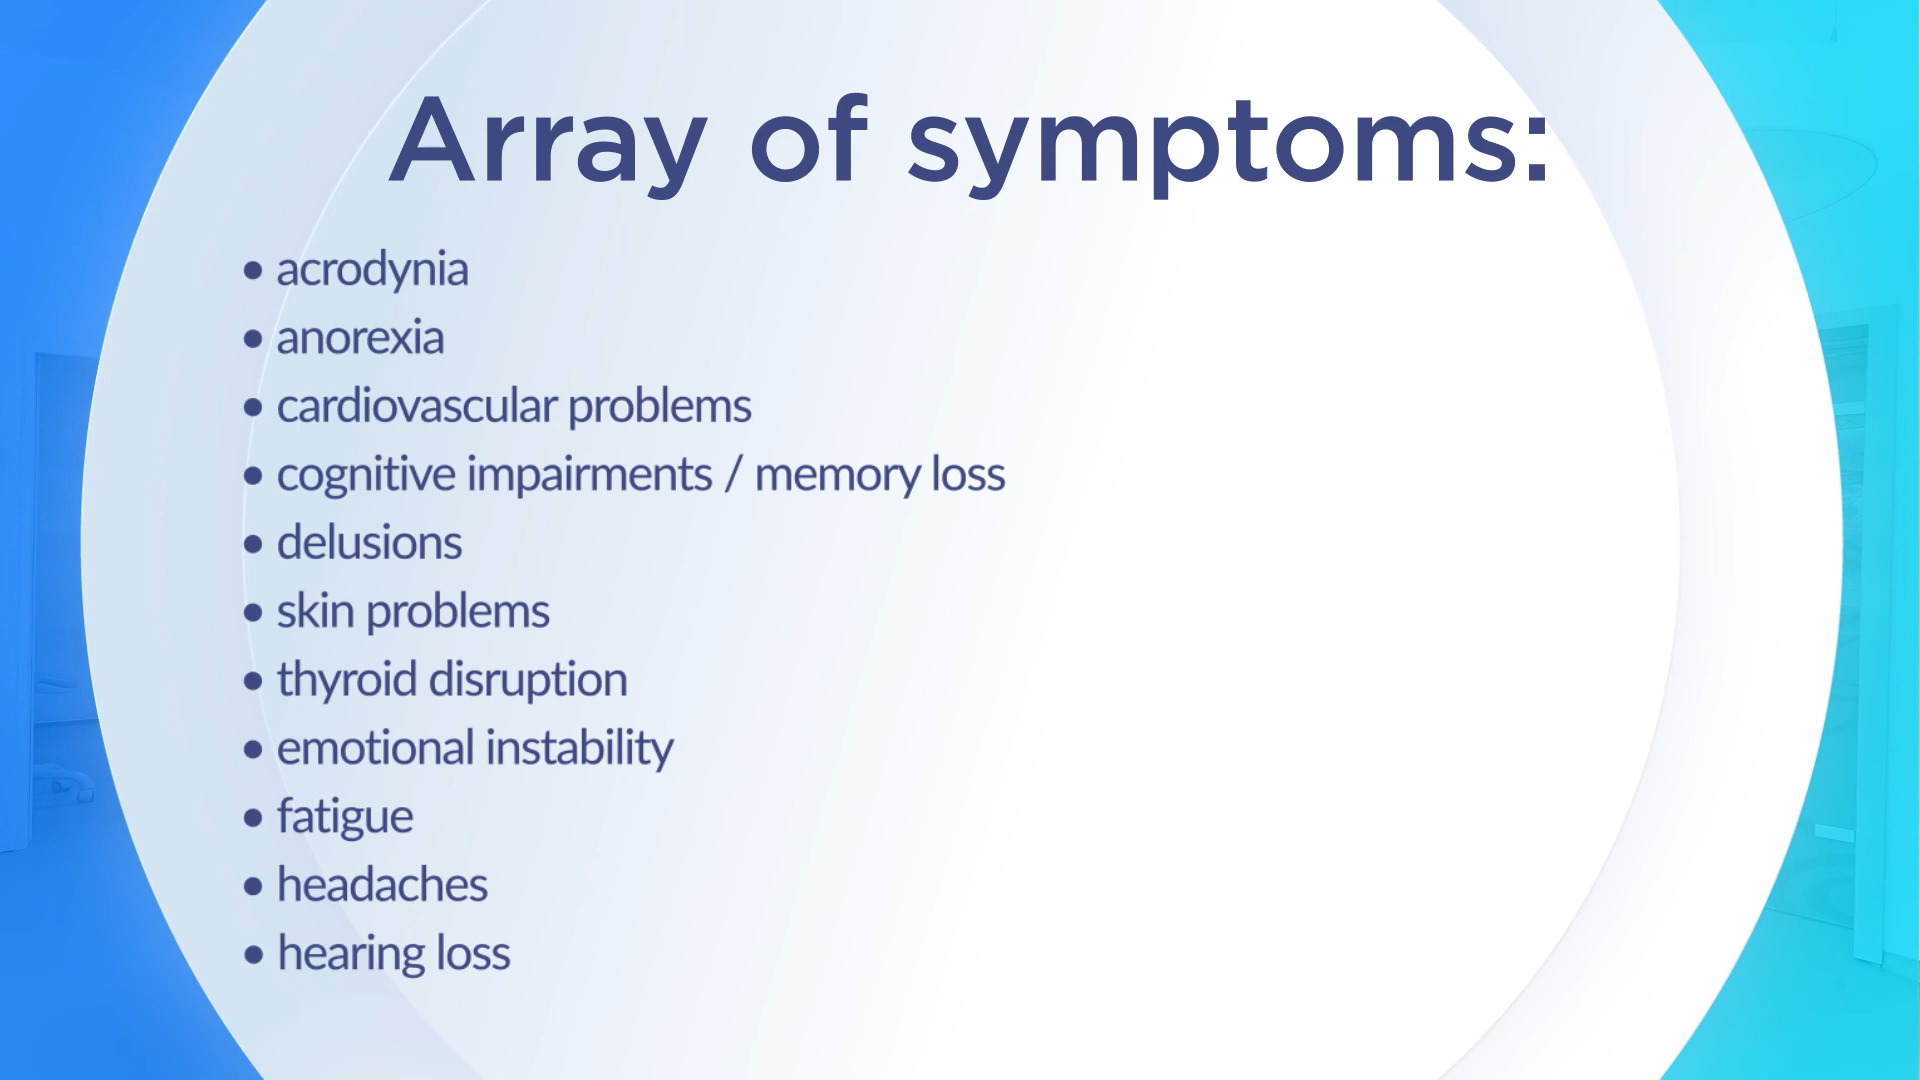 Array of symptoms:
• acrodynia
• anorexia
• cardiovascular problems
• cognitive impairments / memory loss
• delusions
• skin problems
• thyroid disruption
• emotional instability
• fatigue
• headaches
• hearing loss